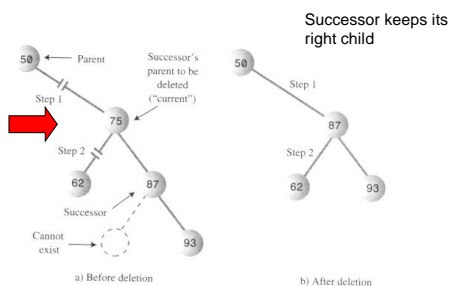 Successor keeps its
right child
50
Parent
Successor's
parent to be
deleted
("current")
Step 1
75
Step 2
62
87
Successor
Cannot
exist
93
a) Before deletion
50
Step 1
87
Step 2
62
93
b) After deletion